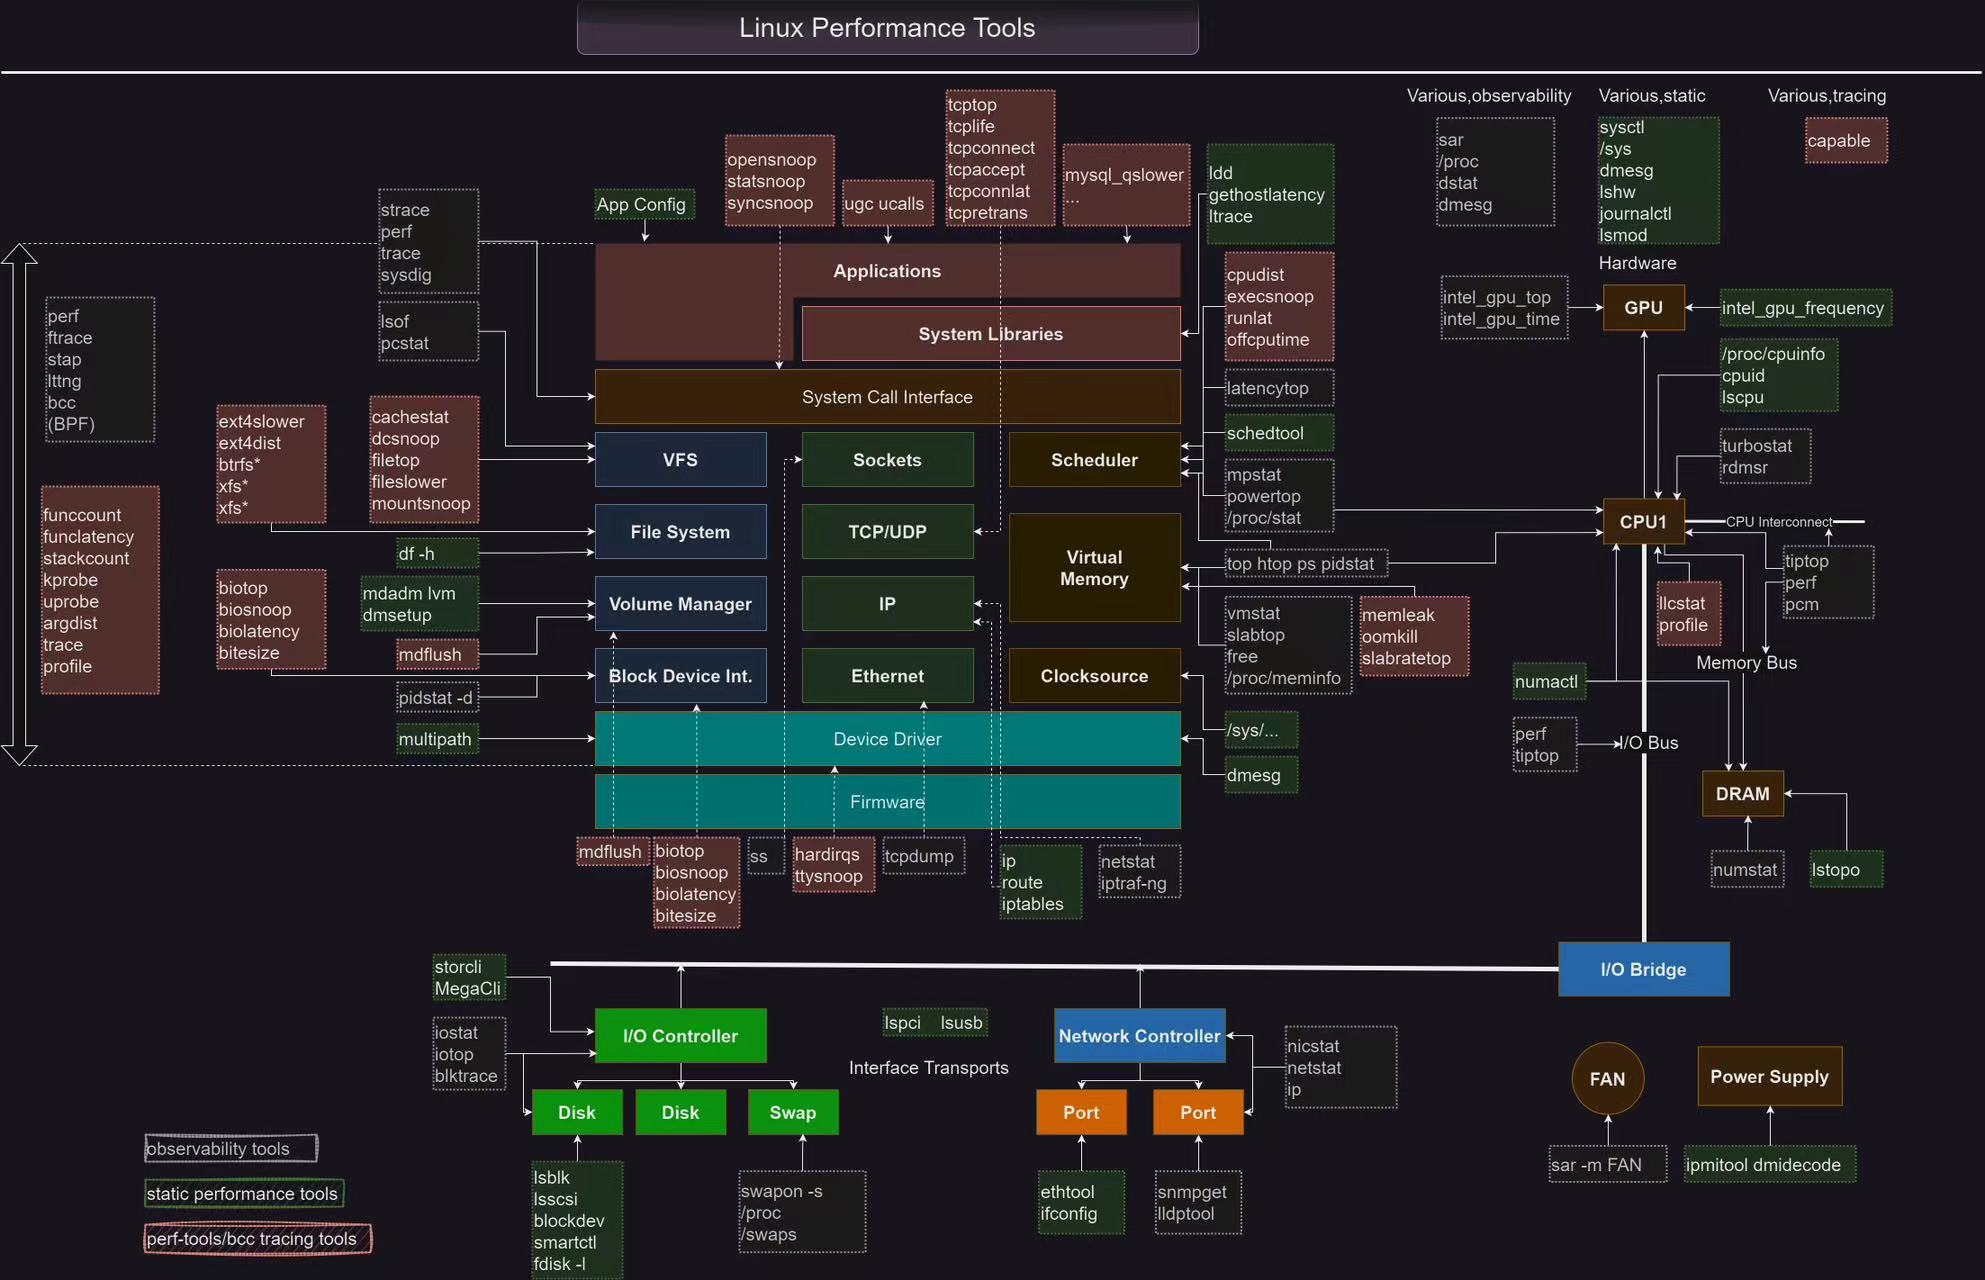 Linux Performance Tools
Various,observability
sar
/proc
dstat
dmesg
Various,static
sysctl
/sys
dmesg
lshw
journalctl
lsmod
Various,tracing
capable
App Config
opensnoop
statsnoop
syncsnoop
ugc ucalls
tcptop
tcplife
tcpconnect
tcpaccept
tcpconnlat
tcpretrans
mysql_qslower
...
ldd
gethostlatency
ltrace
strace
perf
trace
sysdig
lsof
pcstat
perf
ftrace
stap
lttng
bcc
(BPF)
funccount
funclatency
stackcount
kprobe
uprobe
argdist
trace
profile
ext4slower
ext4dist
btrfs*
xfs*
xfs*
cachestat
dcsnoop
filetop
fileslower
mountsnoop
df -h
biotop
biosnoop
biolatency
bitesize
mdadm lvm
dmsetup
mdflush
pidstat -d
multipath
Applications
System Libraries
System Call Interface
VFS
Sockets
Scheduler
File System
TCP/UDP
Virtual
Memory
Volume Manager
IP
Block Device Int.
Ethernet
Clocksource
Device Driver
Firmware
cpudist
execsnoop
runlat
offcputime
latencytop
schedtool
mpstat
powertop
/proc/stat
top htop ps pidstat
vmstat
slabtop
free
/proc/meminfo
memleak
oomkill
slabratetop
/sys/...
dmesg
Hardware
intel_gpu_top
intel_gpu_time
GPU
intel_gpu_frequency
/proc/cpuinfo
cpuid
lscpu
turbostat
rdmsr
CPU1
CPU Interconnect
tiptop
perf
pcm
llcstat
profile
Memory Bus
numactl
perf
tiptop
I/O Bus
DRAM
numstat
lstopo
mdflush
biotop
biosnoop
biolatency
bitesize
ss
hardirqs
ttysnoop
tcpdump
ip
route
iptables
netstat
iptraf-ng
I/O Bridge
storcli
MegaCli
iostat
iotop
blktrace
I/O Controller
lspci lsusb
Interface Transports
Network Controller
nicstat
netstat
ip
Disk
Disk
Swap
Port
Port
FAN
Power Supply
sar -m FAN
ipmitool dmidecode
lsblk
lsscsi
blockdev
smartctl
fdisk -l
swapon -s
/proc
/swaps
ethtool
ifconfig
snmpget
lldptool
observability tools
static performance tools
perf-tools/bcc tracing tools